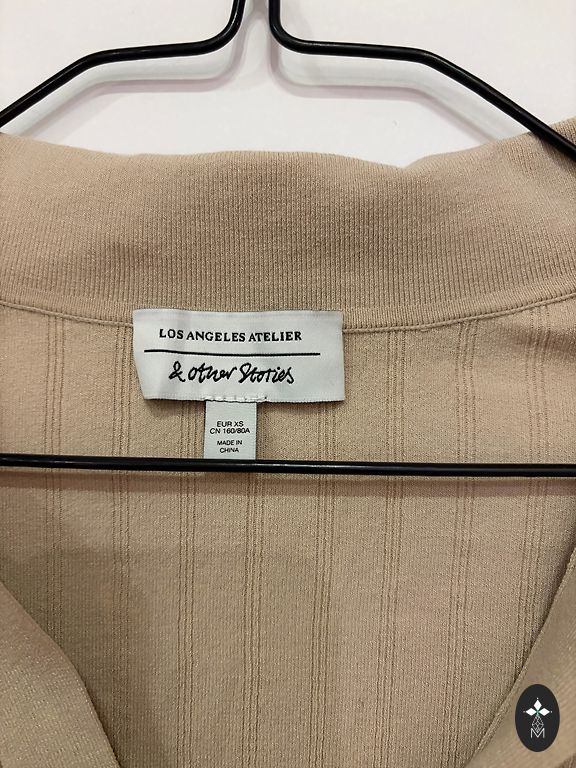 LOS ANGELES ATELIER
& other Stories
EUR XS
CN 160/80A
MADE IN
CHINA
M